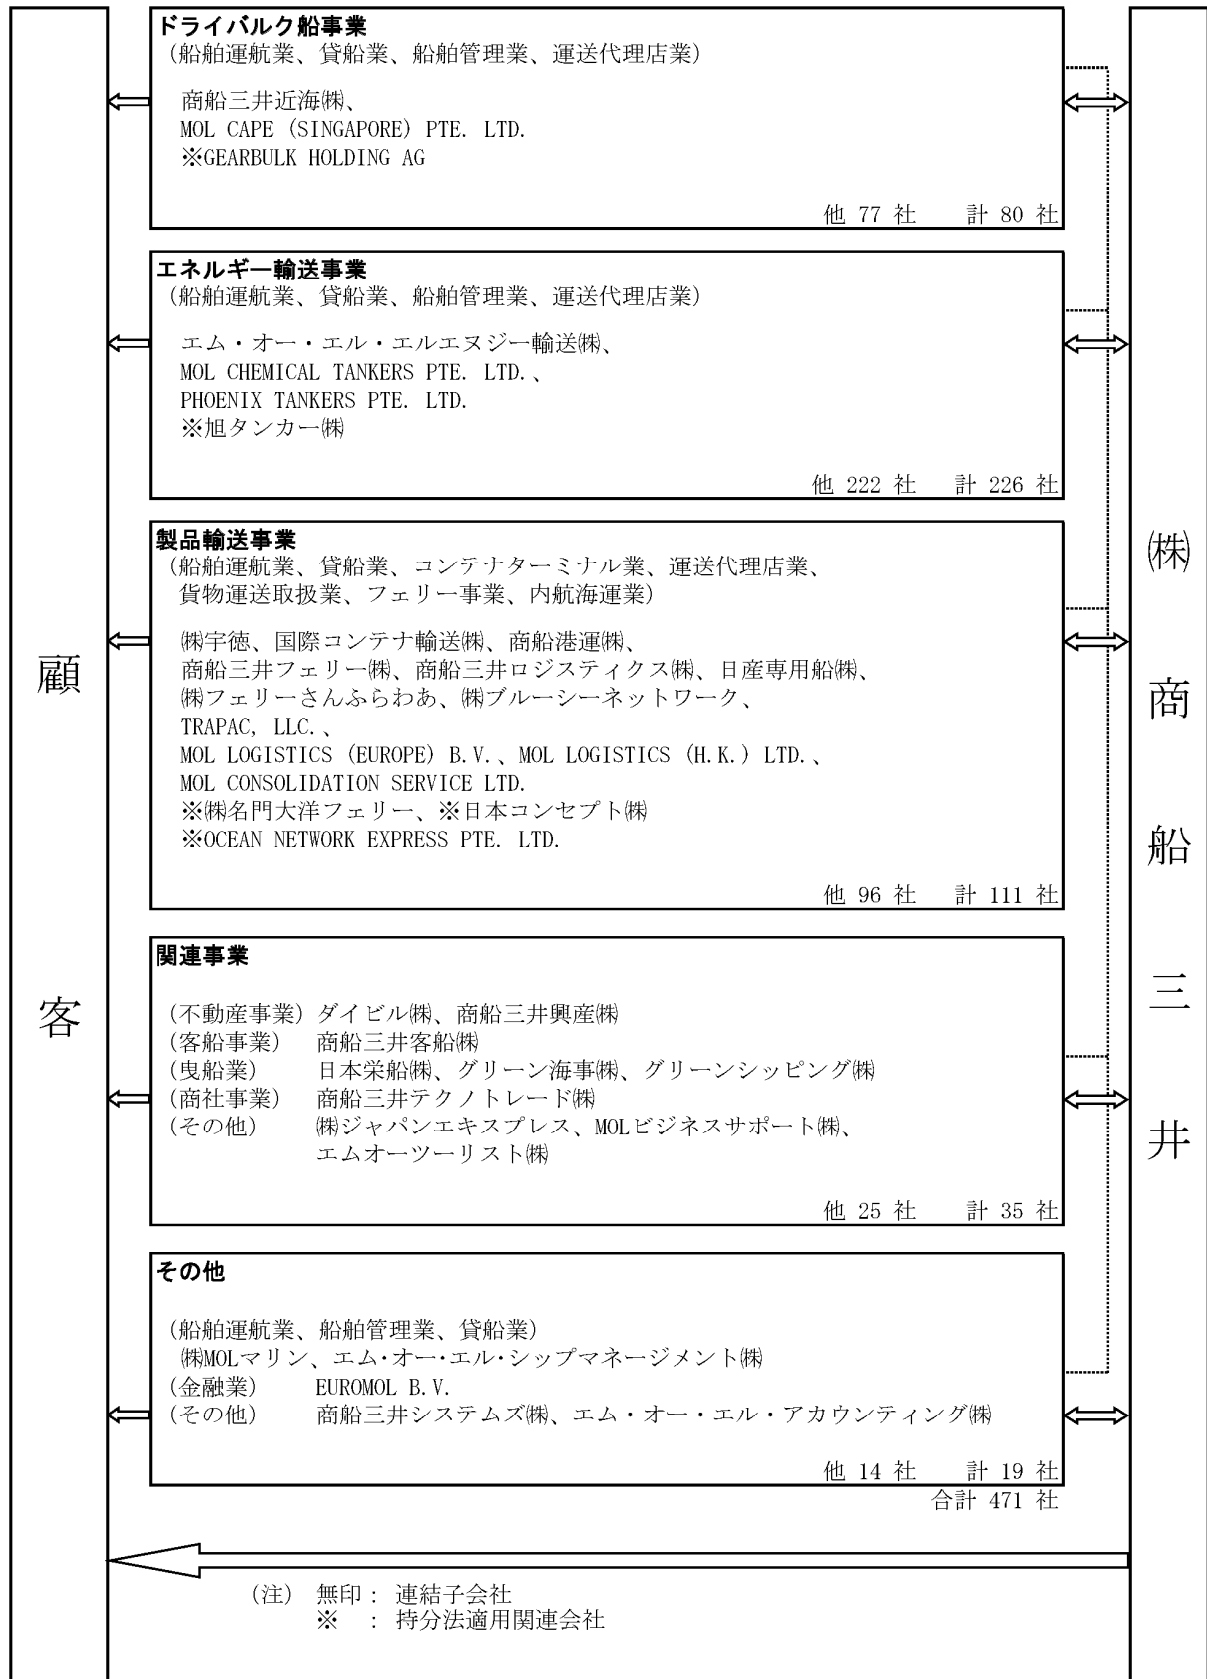 ドライバルク船事業
(船舶運航業、貸船業、船舶管理業、運送代理店業)
商船三井近海㈱、
MOL CAPE (SINGAPORE) PTE. LTD.
※GEARBULK HOLDING AG
他 77 社 計 80 社
エネルギー輸送事業
(船舶運航業、貸船業、船舶管理業、運送代理店業)
エム・オー・エル・エルエヌジー輸送㈱、
MOL CHEMICAL TANKERS PTE. LTD.、
PHOENIX TANKERS PTE. LTD.
※旭タンカー㈱
他 222 社 計 226 社
製品輸送事業
(船舶運航業、貸船業、コンテナターミナル業、運送代理店業、
貨物運送取扱業、フェリー事業、内航海運業)
㈱宇徳、国際コンテナ輸送㈱、商船港運㈱、
商船三井フェリー㈱、商船三井ロジスティクス㈱、日産専用船㈱、
㈱フェリーさんふらわあ、㈱ブルーシーネットワーク、
TRAPAC, LLC.、
MOL LOGISTICS (EUROPE) B.V.、MOL LOGISTICS (H.K.) LTD.、
MOL CONSOLIDATION SERVICE LTD.
※㈱名門大洋フェリー、※日本コンセプト㈱
※OCEAN NETWORK EXPRESS PTE. LTD.
他 96 社 計 111 社
関連事業
(不動産事業) ダイビル㈱、商船三井興産㈱
(客船事業) 商船三井客船㈱
(曳船業) 日本栄船㈱、グリーン海事㈱、グリーンシッピング㈱
(商社事業) 商船三井テクノトレード㈱
(その他) ㈱ジャパンエキスプレス、MOLビジネスサポート㈱、
エムオーツーリスト㈱
他 25 社 計 35 社
その他
(船舶運航業、船舶管理業、貸船業)
㈱MOLマリン、エム・オー・エル・シップマネージメント㈱
(金融業) EUROMOL B.V.
(その他) 商船三井システムズ㈱、エム・オー・エル・アカウンティング㈱
他 14 社 計 19 社
合計 471 社
顧客
㈱商船三井
(注) 無印: 連結子会社
※ : 持分法適用関連会社